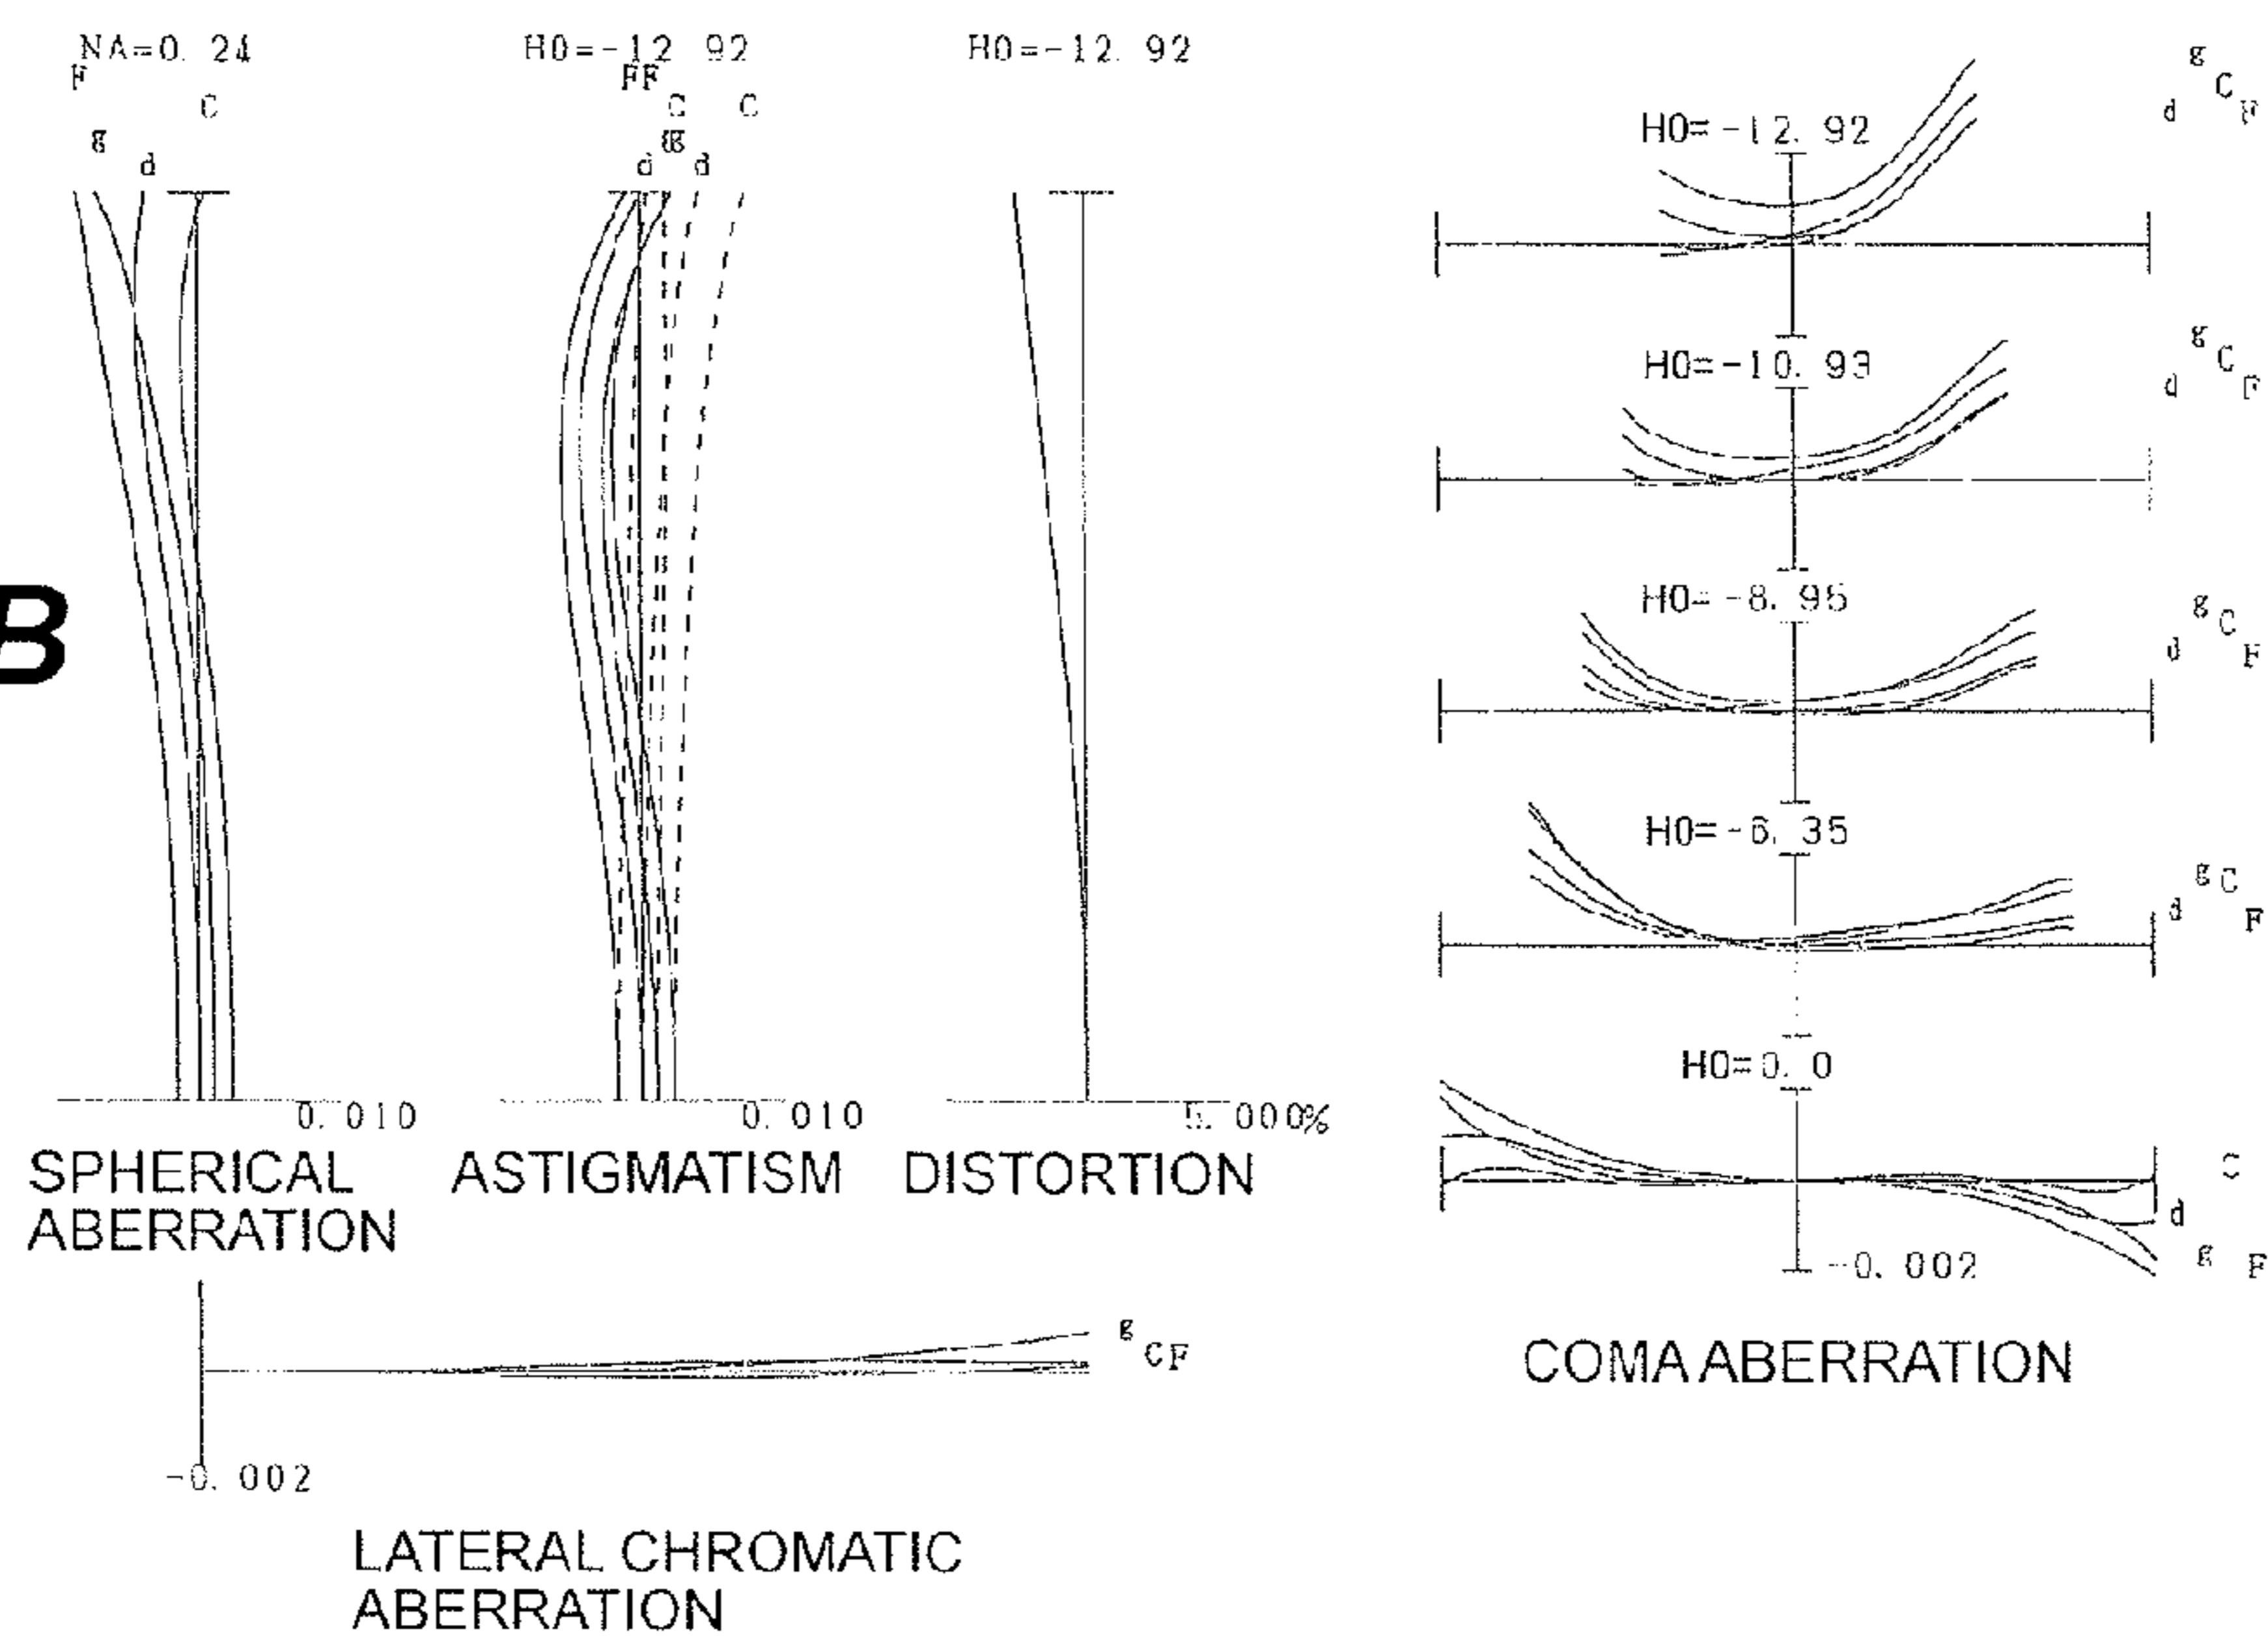 NA=0. 24
F
C
g
d
H0=-12. 92
FF
C C
gg
d d
H0=-12. 92
B
0. 010
0. 010
5. 000%
SPHERICAL
ABERRATION
ASTIGMATISM
DISTORTION
-0. 002
g
CF
LATERAL CHROMATIC
ABERRATION
H0=-12. 92
g
C
d F
H0=-10. 93
g
C
d F
H0=-8. 95
g C
d F
H0=-6. 35
g C
d F
H0=0. 0
C
d
g F
-0. 002
COMA ABERRATION